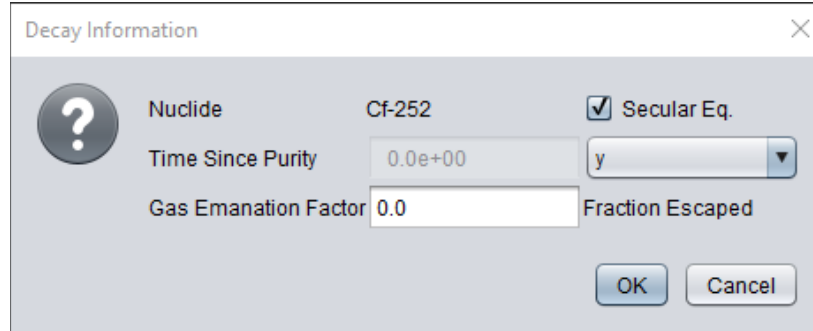 Decay Information
Nuclide Cf-252 Secular Eq.
Time Since Purity 0.0e+00 y
Gas Emanation Factor 0.0 Fraction Escaped
OK Cancel